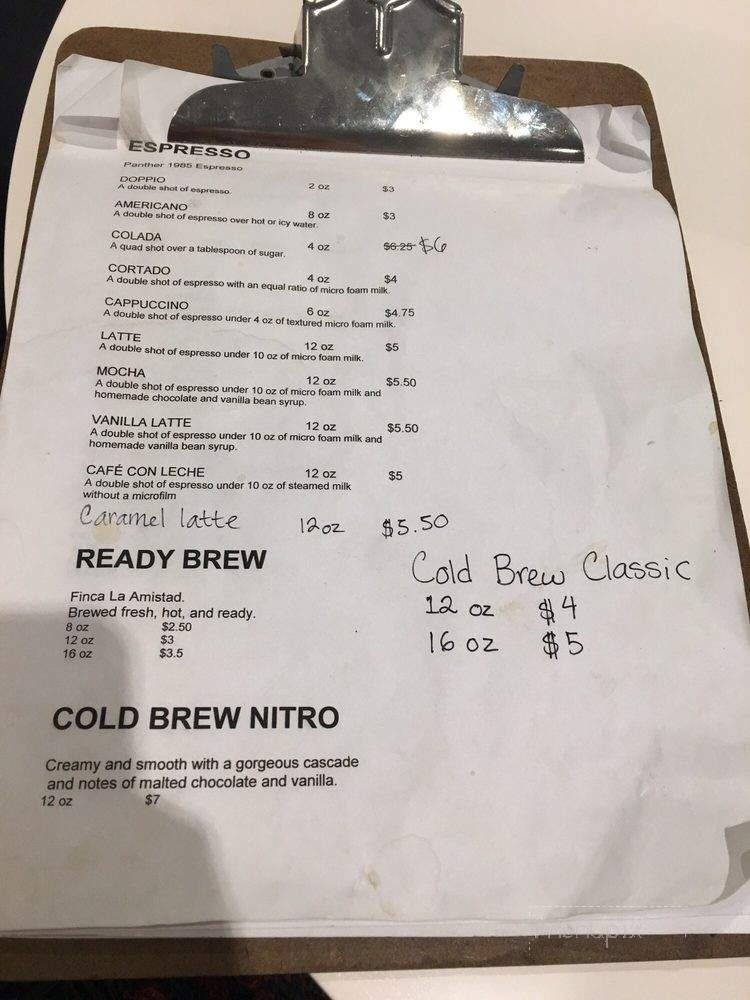 ESPRESSO
Panther 1985 Espresso
DOPPIO
A double shot of espresso. 2 oz $3
AMERICANO
A double shot of espresso over hot or icy water. 8 oz $3
COLADA
A quad shot over a tablespoon of sugar. 4 oz $6.25 $6
CORTADO 4 oz $4
A double shot of espresso with an equal ratio of micro foam milk.
CAPPUCCINO 6 oz $4.75
A double shot of espresso under 4 oz of textured micro foam milk.
LATTE 12 oz $5
A double shot of espresso under 10 oz of micro foam milk.
MOCHA 12 oz $5.50
A double shot of espresso under 10 oz of micro foam milk and
homemade chocolate and vanilla bean syrup.
VANILLA LATTE 12 oz $5.50
A double shot of espresso under 10 oz of micro foam milk and
homemade vanilla bean syrup.
CAFÉ CON LECHE 12 oz $5
A double shot of espresso under 10 oz of steamed milk
without a microfilm
Caramel latte 12oz $5.50
READY BREW
Finca La Amistad.
Brewed fresh, hot, and ready.
8 oz $2.50
12 oz $3
16 oz $3.5
Cold Brew Classic
12 oz $4
16 oz $5
COLD BREW NITRO
Creamy and smooth with a gorgeous cascade
and notes of malted chocolate and vanilla.
12 oz $7